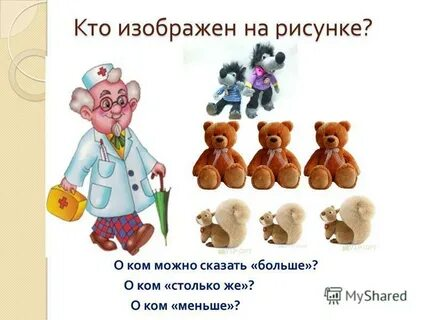 Кто изображен на рисунке?
О ком можно сказать «больше»?
О ком «столько же»?
О ком «меньше»?
MyShared